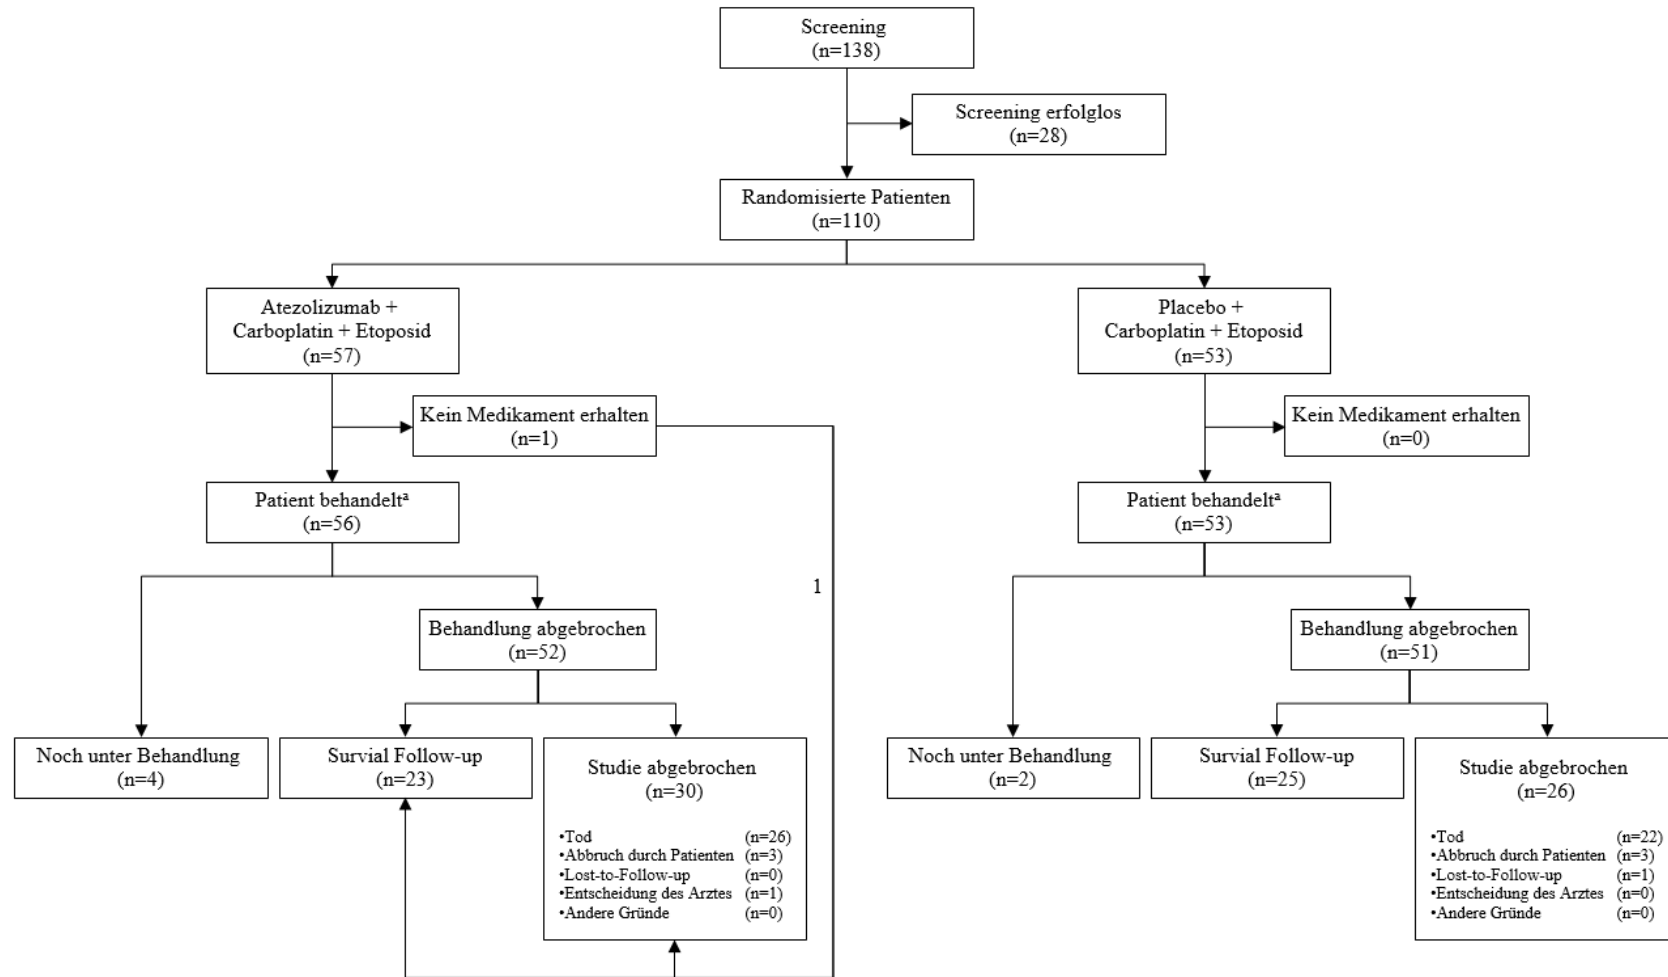 Screening
(n=138)
Screening erfolglos
(n=28)
Randomisierte Patienten
(n=110)
Atezolizumab +
Carboplatin + Etoposid
(n=57)
Placebo +
Carboplatin + Etoposid
(n=53)
Kein Medikament erhalten
(n=1)
Kein Medikament erhalten
(n=0)
Patient behandeltª
(n=56)
Patient behandeltª
(n=53)
1
Behandlung abgebrochen
(n=52)
Behandlung abgebrochen
(n=51)
Noch unter Behandlung
(n=4)
Survial Follow-up
(n=23)
Studie abgebrochen
(n=30)
•Tod (n=26)
•Abbruch durch Patienten (n=3)
•Lost-to-Follow-up (n=0)
•Entscheidung des Arztes (n=1)
•Andere Gründe (n=0)
Noch unter Behandlung
(n=2)
Survial Follow-up
(n=25)
Studie abgebrochen
(n=26)
•Tod (n=22)
•Abbruch durch Patienten (n=3)
•Lost-to-Follow-up (n=1)
•Entscheidung des Arztes (n=0)
•Andere Gründe (n=0)